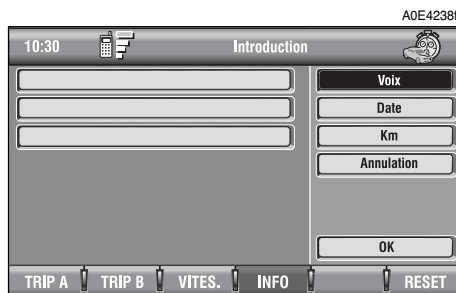 A0E4238f
10:30 Introduction
Voix
Date
Km
Annulation
OK
TRIP A TRIP B VITES. INFO RESET